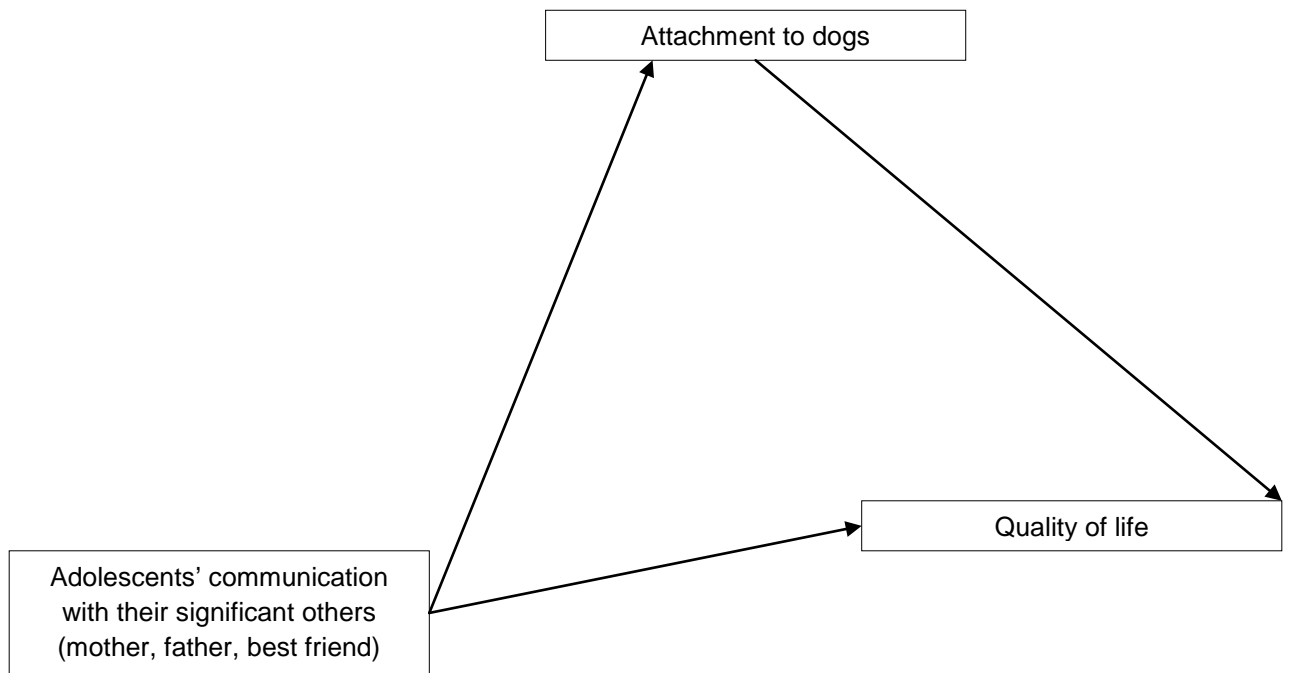 Attachment to dogs
Quality of life
Adolescents’ communication
with their significant others
(mother, father, best friend)